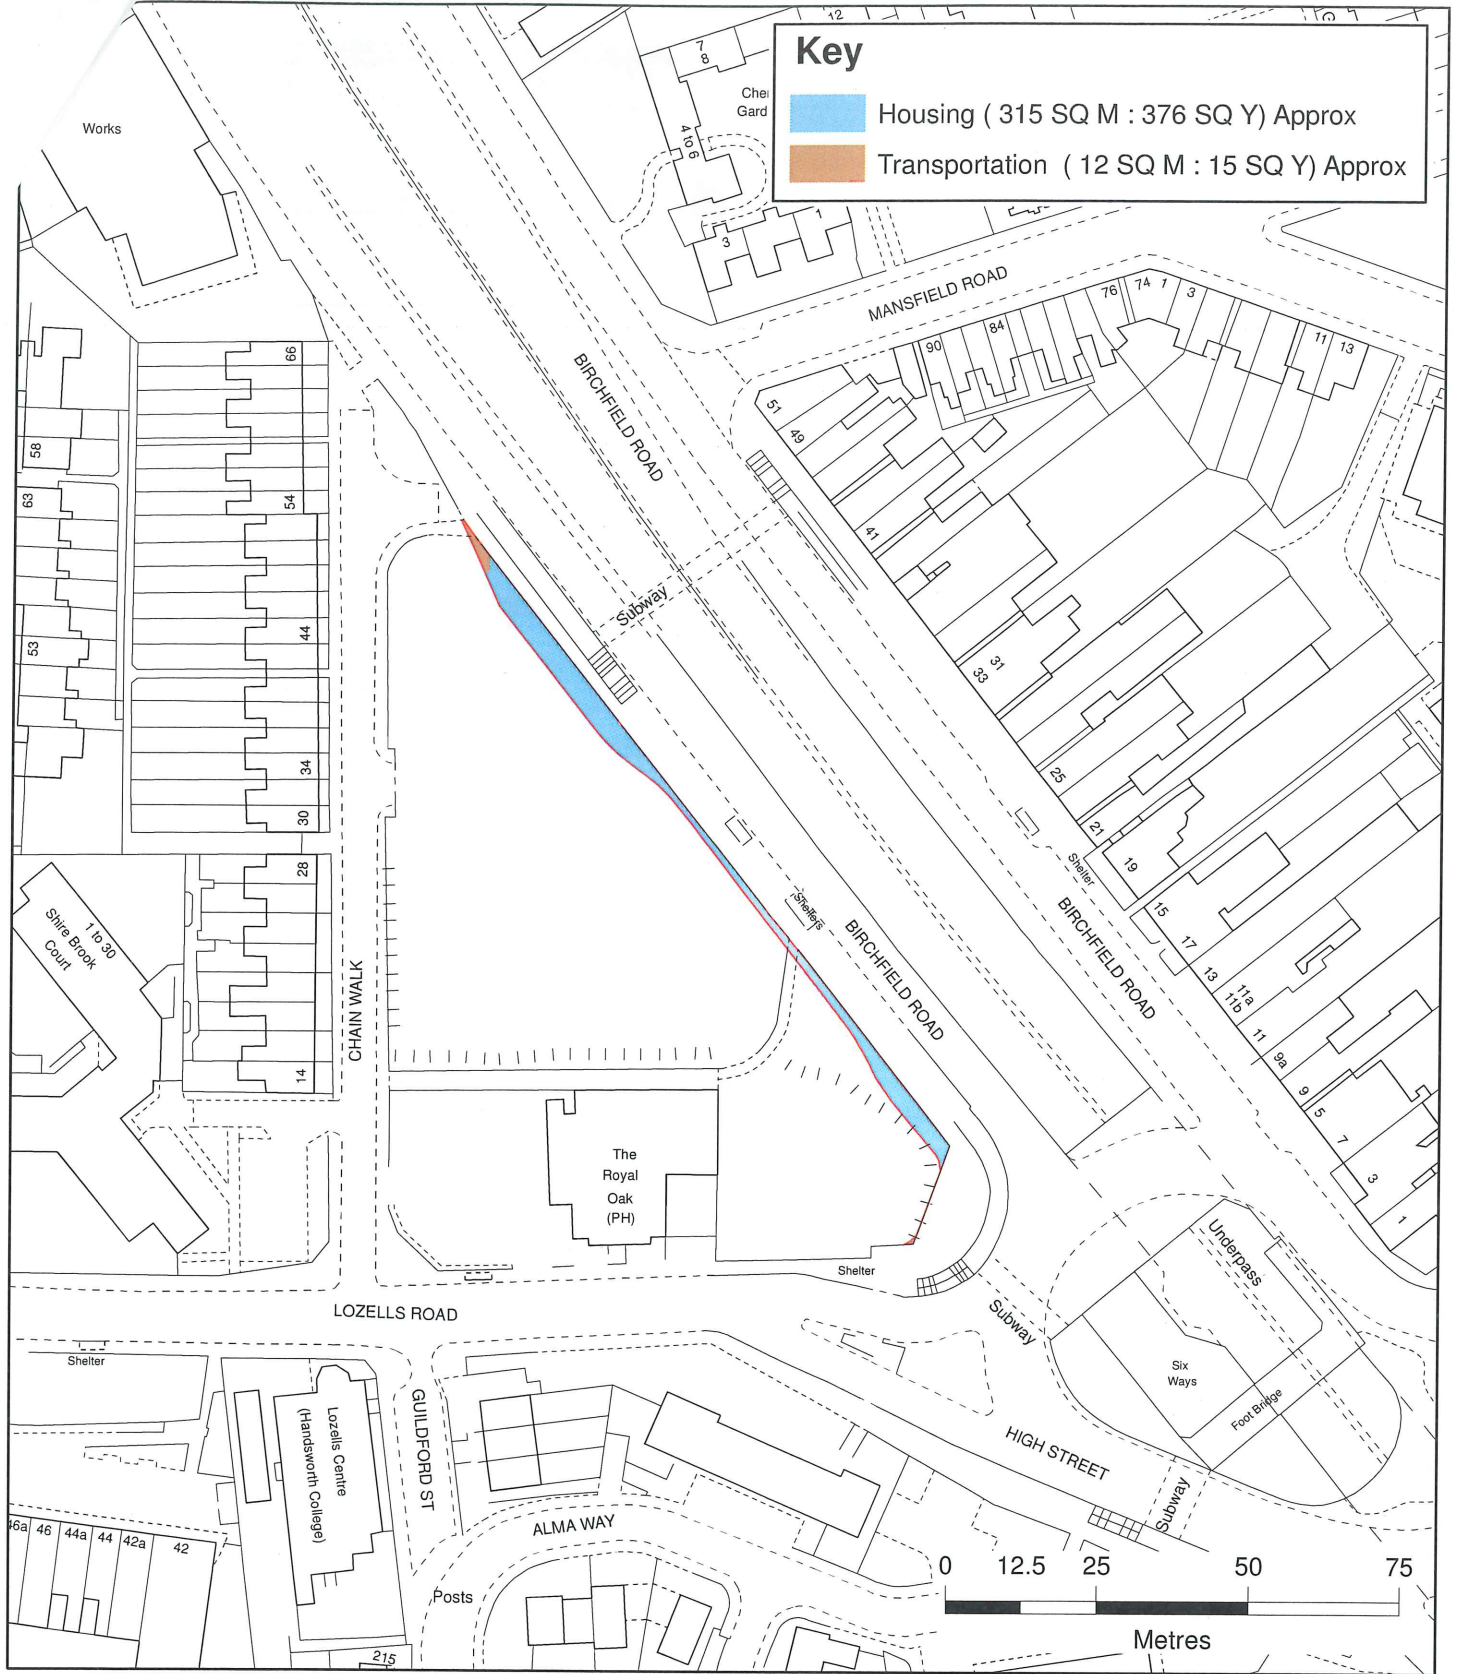 Key
Housing ( 315 SQ M : 376 SQ Y) Approx
Transportation ( 12 SQ M : 15 SQ Y) Approx
12
7
8
4 to 6
3
1
Works
MANSFIELD ROAD
90
84
76
74
1
3
11
13
BIRCHFIELD ROAD
51
49
41
33
31
25
21
19
15
17
13
11a
11b
11
9a
9
5
7
3
1
66
54
44
34
30
28
14
58
63
53
Subway
Shelters
Shelter
BIRCHFIELD ROAD
BIRCHFIELD ROAD
1 to 30
Shire Brook
Court
CHAIN WALK
The
Royal
Oak
(PH)
Shelter
LOZELLS ROAD
Subway
Underpass
Six
Ways
Foot Bridge
Shelter
Lozells Centre
(Handsworth College)
GUILDFORD ST
HIGH STREET
Subway
ALMA WAY
Posts
46a
46
44a
44
42a
42
215
0
12.5
25
50
75
Metres